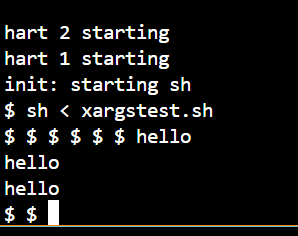 hart 2 starting
hart 1 starting
init: starting sh
$ sh < xargstest.sh
$ $ $ $ $ $ hello
hello
hello
$ $